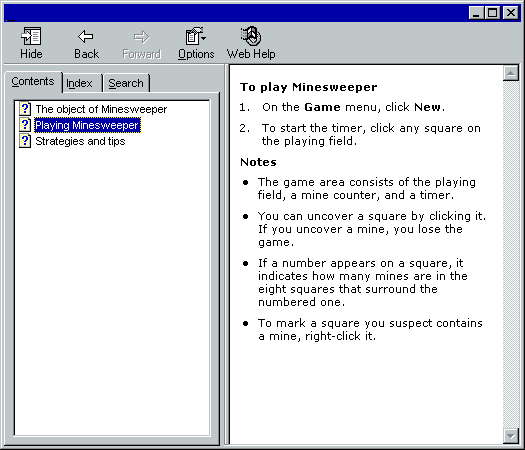 Hide Back Forward Options Web Help
Contents Index Search
The object of Minesweeper
Playing Minesweeper
Strategies and tips
To play Minesweeper
1. On the Game menu, click New.
2. To start the timer, click any square on
the playing field.
Notes
• The game area consists of the playing
field, a mine counter, and a timer.
• You can uncover a square by clicking it.
If you uncover a mine, you lose the
game.
• If a number appears on a square, it
indicates how many mines are in the
eight squares that surround the
numbered one.
• To mark a square you suspect contains
a mine, right-click it.